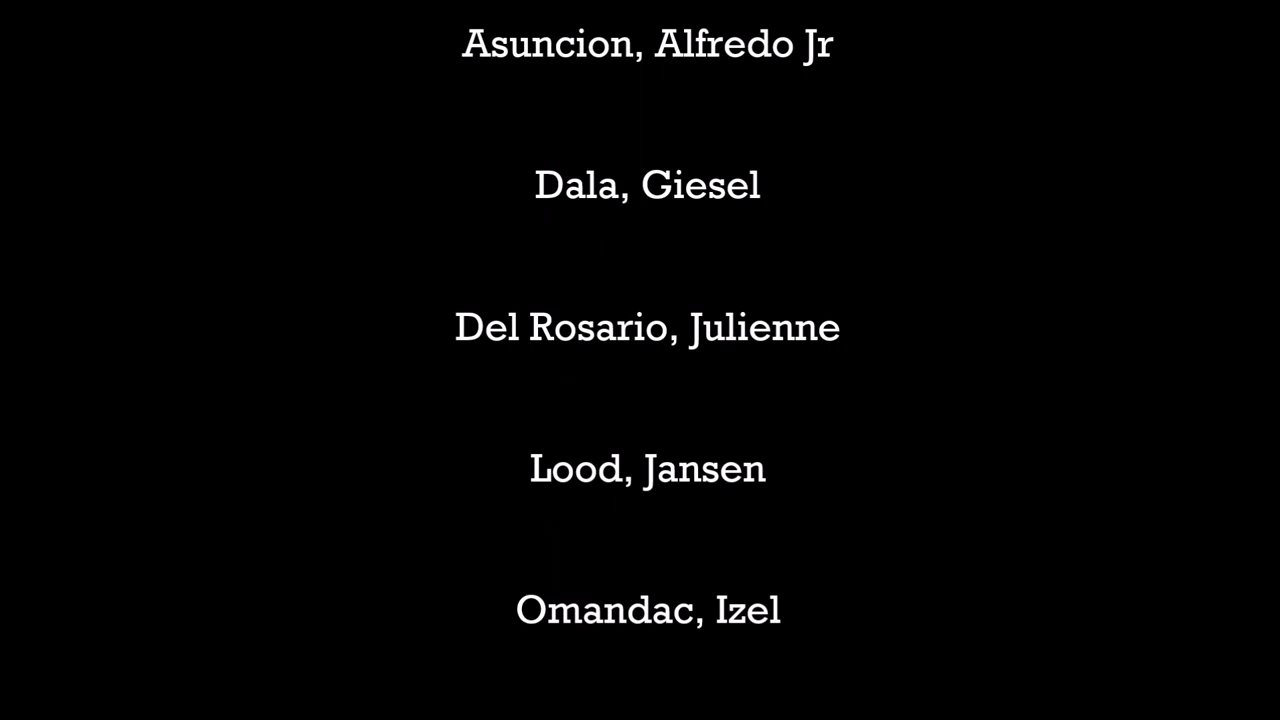 Asuncion, Alfredo Jr
Dala, Giesel
Del Rosario, Julienne
Lood, Jansen
Omandac, Izel